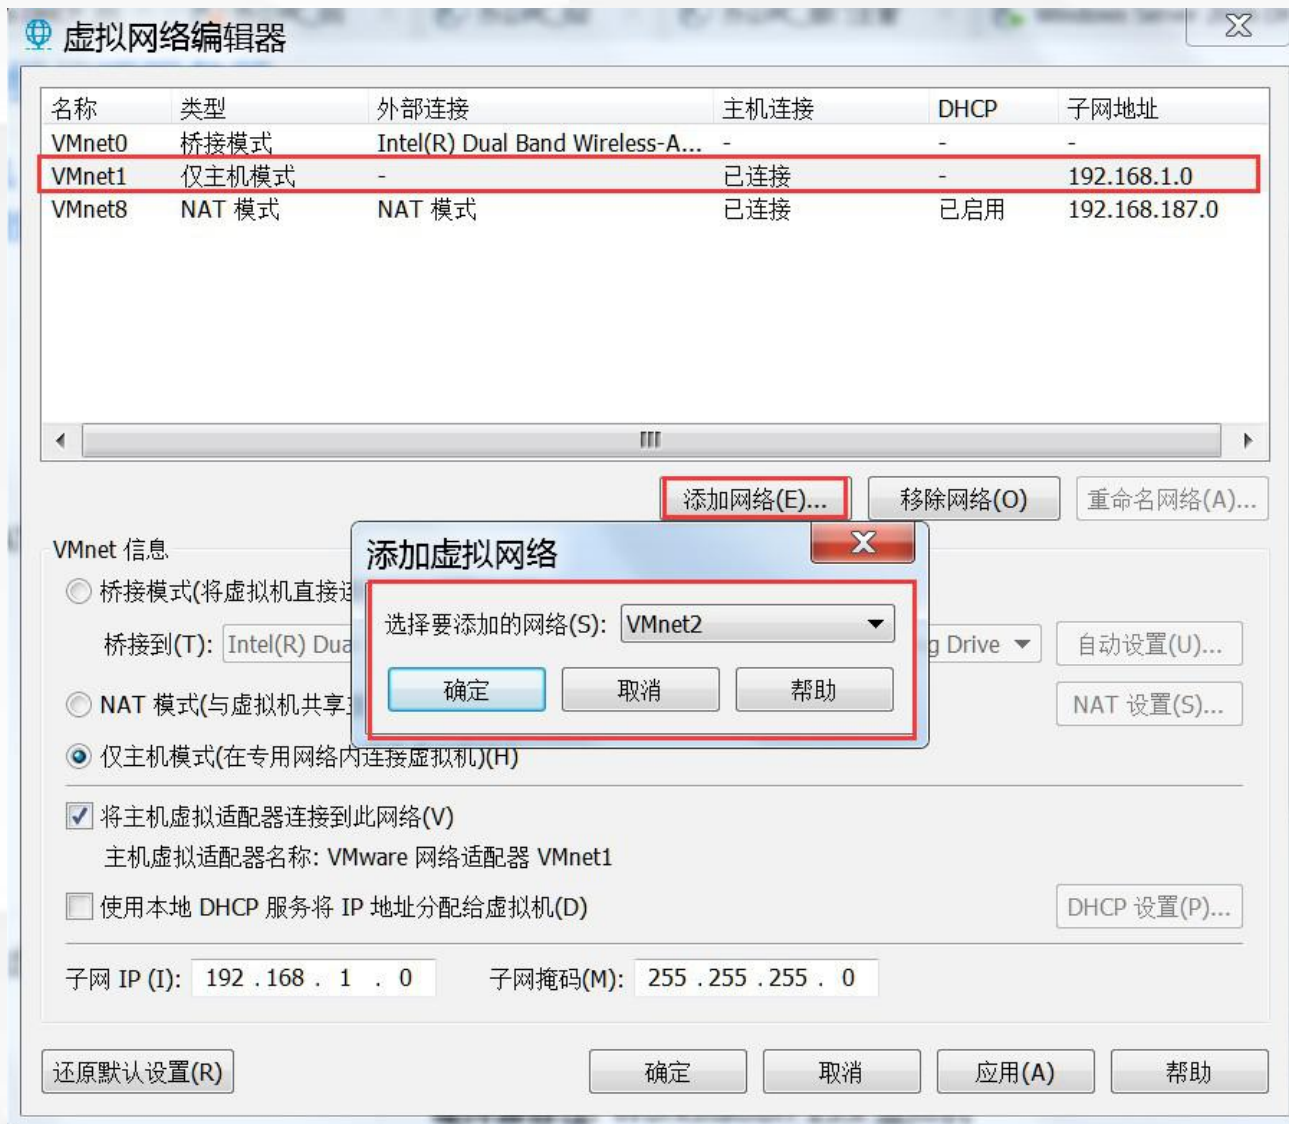 虚拟网络编辑器
名称 类型 外部连接 主机连接 DHCP 子网地址
VMnet0 桥接模式 Intel(R) Dual Band Wireless-A... - - -
VMnet1 仅主机模式 - 已连接 - 192.168.1.0
VMnet8 NAT 模式 NAT 模式 已连接 已启用 192.168.187.0
添加网络(E)... 移除网络(O) 重命名网络(A)...
VMnet 信息
添加虚拟网络
桥接模式(将虚拟机直接
选择要添加的网络(S): VMnet2
桥接到(T): Intel(R) Dua g Drive 自动设置(U)...
确定 取消 帮助
NAT 模式(与虚拟机共享 NAT 设置(S)...
仅主机模式(在专用网络内连接虚拟机)(H)
将主机虚拟适配器连接到此网络(V)
主机虚拟适配器名称: VMware 网络适配器 VMnet1
使用本地 DHCP 服务将 IP 地址分配给虚拟机(D) DHCP 设置(P)...
子网 IP (I): 192 . 168 . 1 . 0 子网掩码(M): 255 . 255 . 255 . 0
还原默认设置(R) 确定 取消 应用(A) 帮助